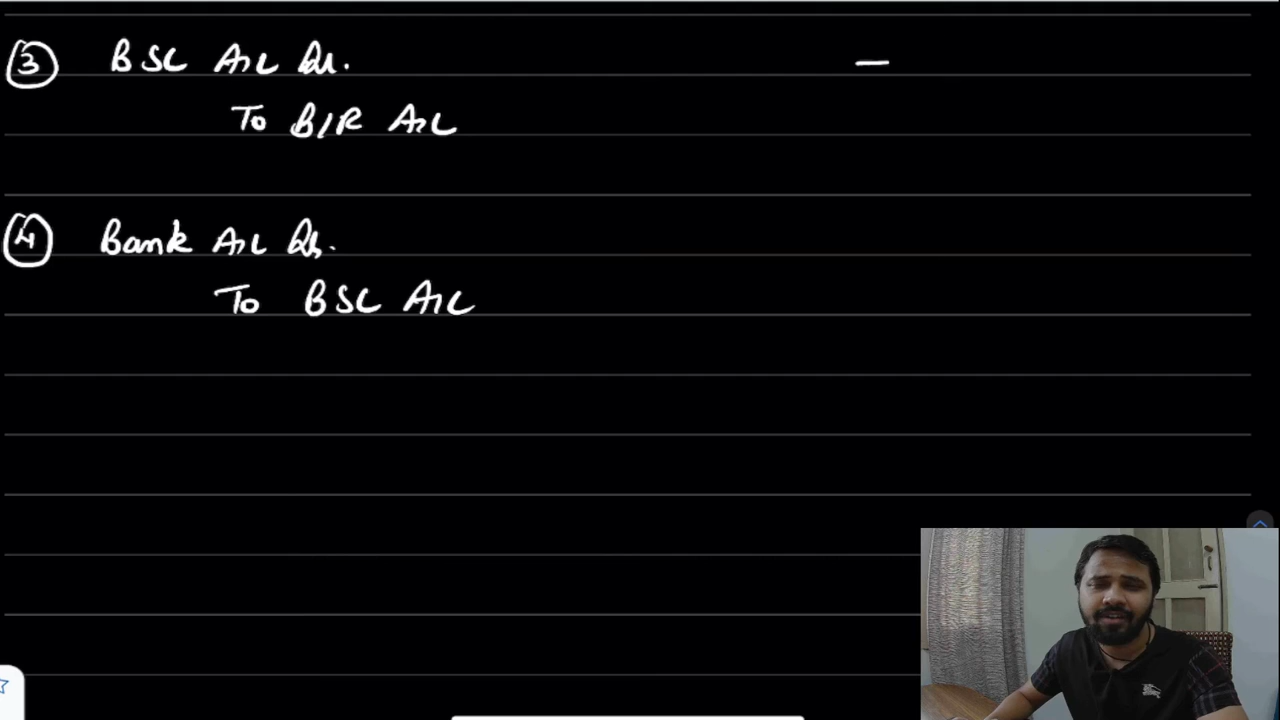 3 BSC A/C Dr. —
To B/R A/C
4 Bank A/C Dr.
To BSC A/C